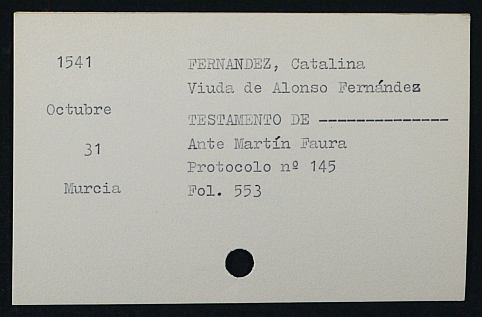 1541
Octubre
31
Murcia
FERNANDEZ, Catalina
Viuda de Alonso Fernández
TESTAMENTO DE --------------
Ante Martín Faura
Protocolo nº 145
Fol. 553